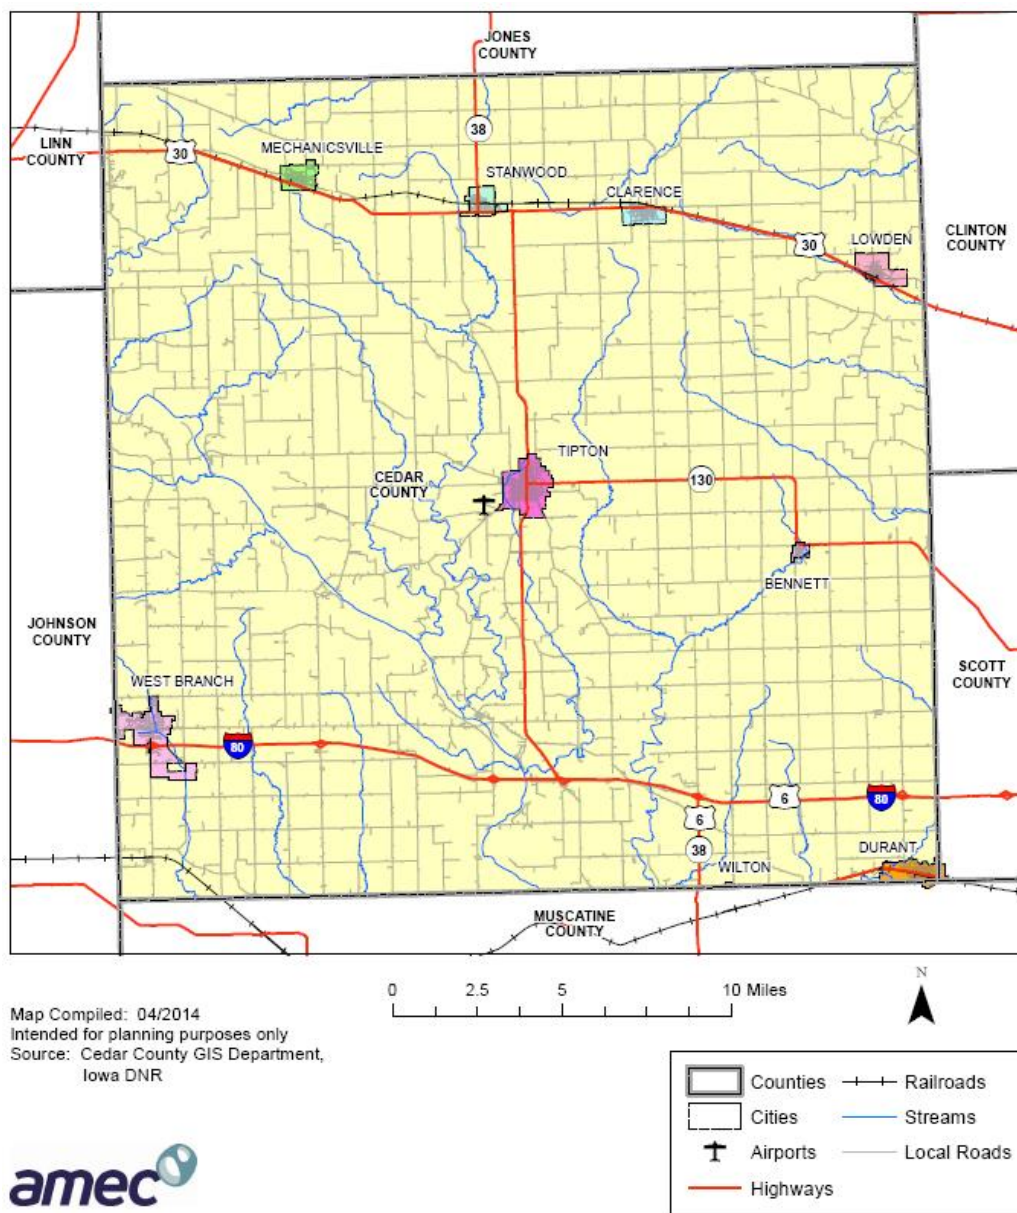 JONES
COUNTY
38
LINN
COUNTY
30
MECHANICSVILLE
STANWOOD
CLARENCE
30
LOWDEN
CLINTON
COUNTY
TIPTON
CEDAR
COUNTY
130
BENNETT
JOHNSON
COUNTY
SCOTT
COUNTY
WEST BRANCH
80
6
80
6
38
WILTON
DURANT
MUSCATINE
COUNTY
0 2.5 5 10 Miles
N
Map Compiled: 04/2014
Intended for planning purposes only
Source: Cedar County GIS Department,
Iowa DNR
Counties
Railroads
Cities
Streams
Airports
Local Roads
Highways
amec